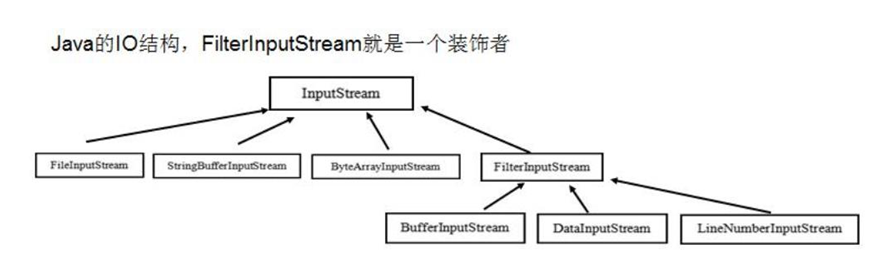 Java的IO结构，FilterInputStream就是一个装饰者
InputStream
FileInputStream
StringBufferInputStream
ByteArrayInputStream
FilterInputStream
BufferInputStream
DataInputStream
LineNumberInputStream